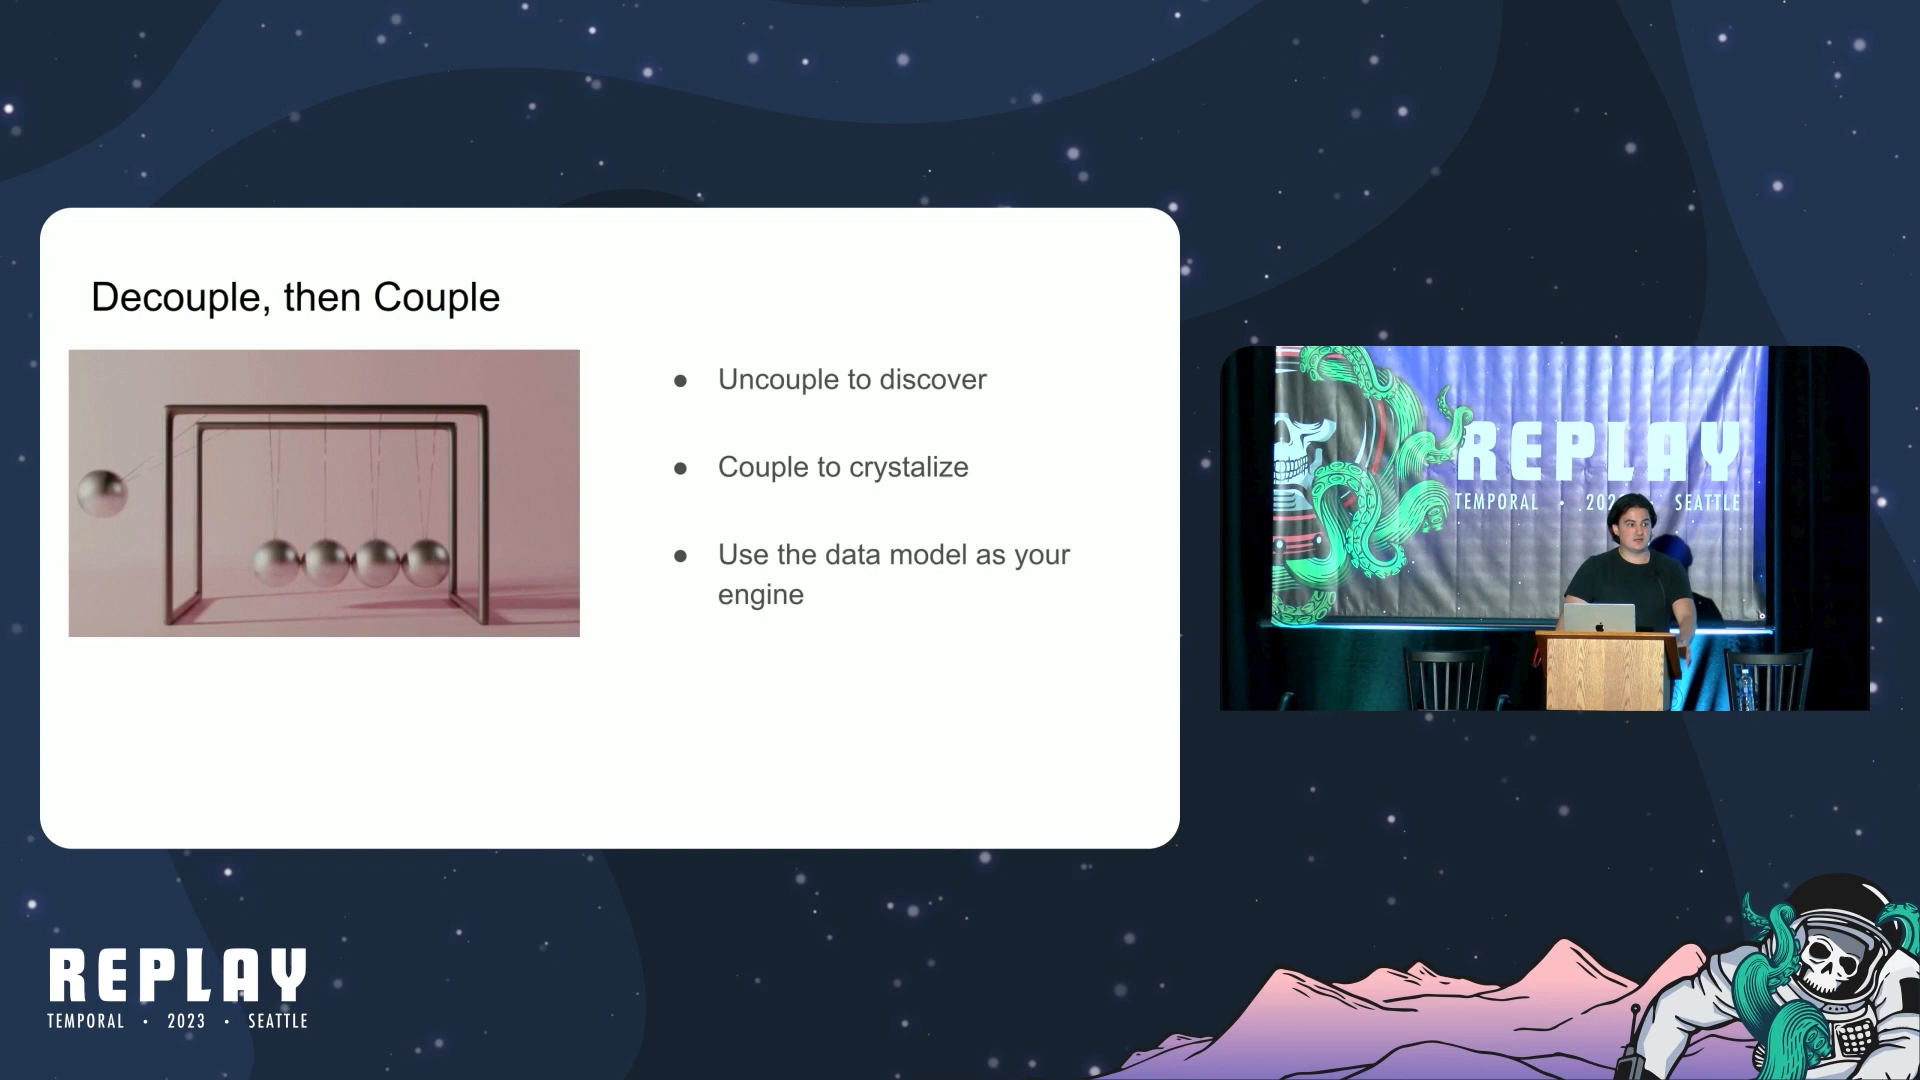 Decouple, then Couple
● Uncouple to discover
● Couple to crystalize
● Use the data model as your
engine
REPLAY
TEMPORAL • 202 SEATTLE
REPLAY
TEMPORAL • 2023 • SEATTLE